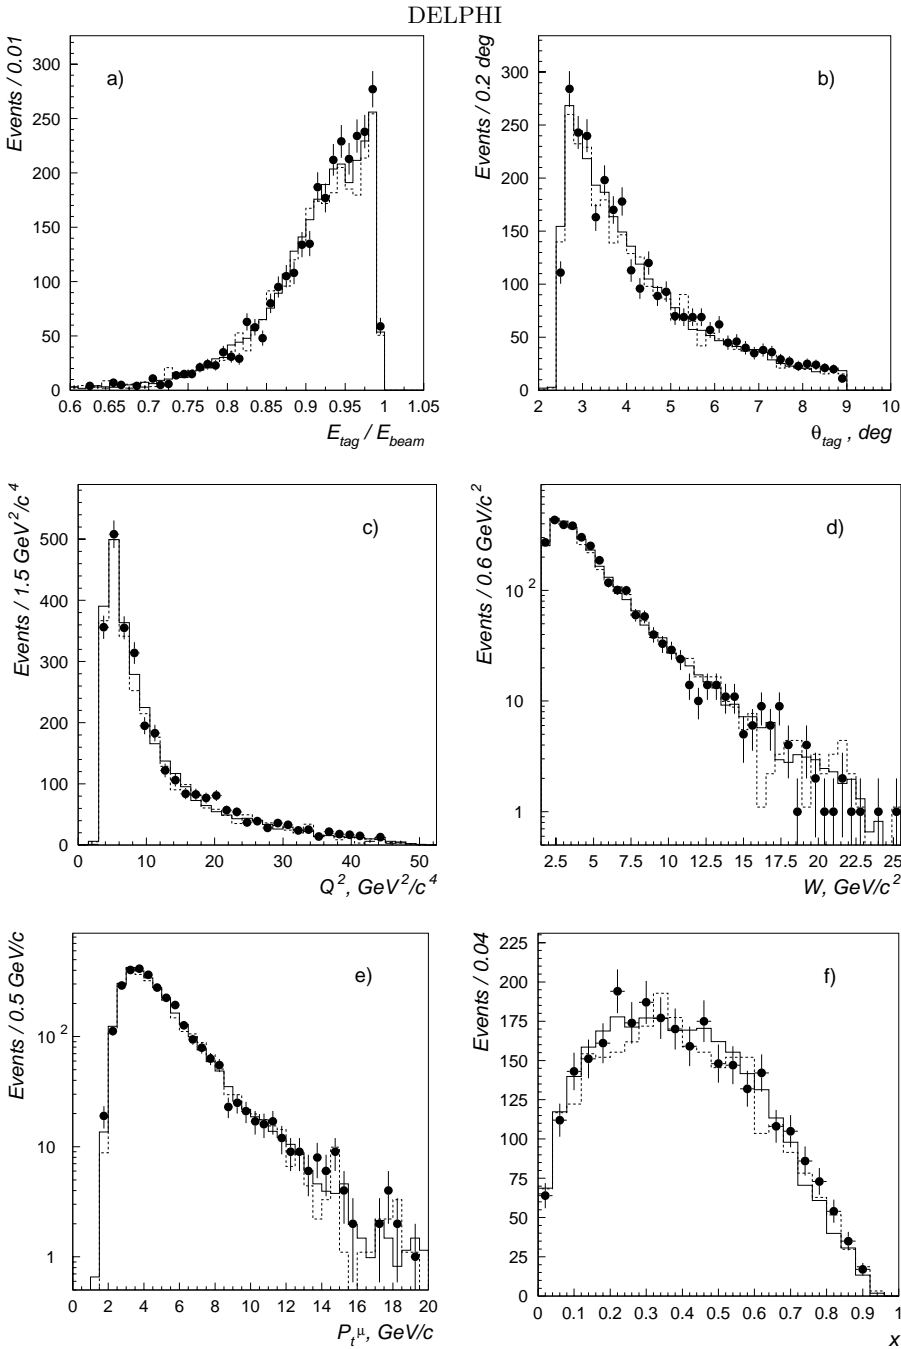 DELPHI
Events / 0.01
300
250
200
150
100
50
0
a)
0.6 0.65 0.7 0.75 0.8 0.85 0.9 0.95 1 1.05
E_tag / E_beam
Events / 0.2 deg
300
250
200
150
100
50
0
b)
2 3 4 5 6 7 8 9 10
θ_tag , deg
Events / 1.5 GeV²/c⁴
500
400
300
200
100
0
c)
0 10 20 30 40 50
Q², GeV²/c⁴
Events / 0.6 GeV/c²
10²
10
1
d)
2.5 5 7.5 10 12.5 15 17.5 20 22.5 25
W, GeV/c²
Events / 0.5 GeV/c
10²
10
1
e)
0 2 4 6 8 10 12 14 16 18 20
P_t^μ, GeV/c
Events / 0.04
225
200
175
150
125
100
75
50
25
0
f)
0 0.1 0.2 0.3 0.4 0.5 0.6 0.7 0.8 0.9 1
x